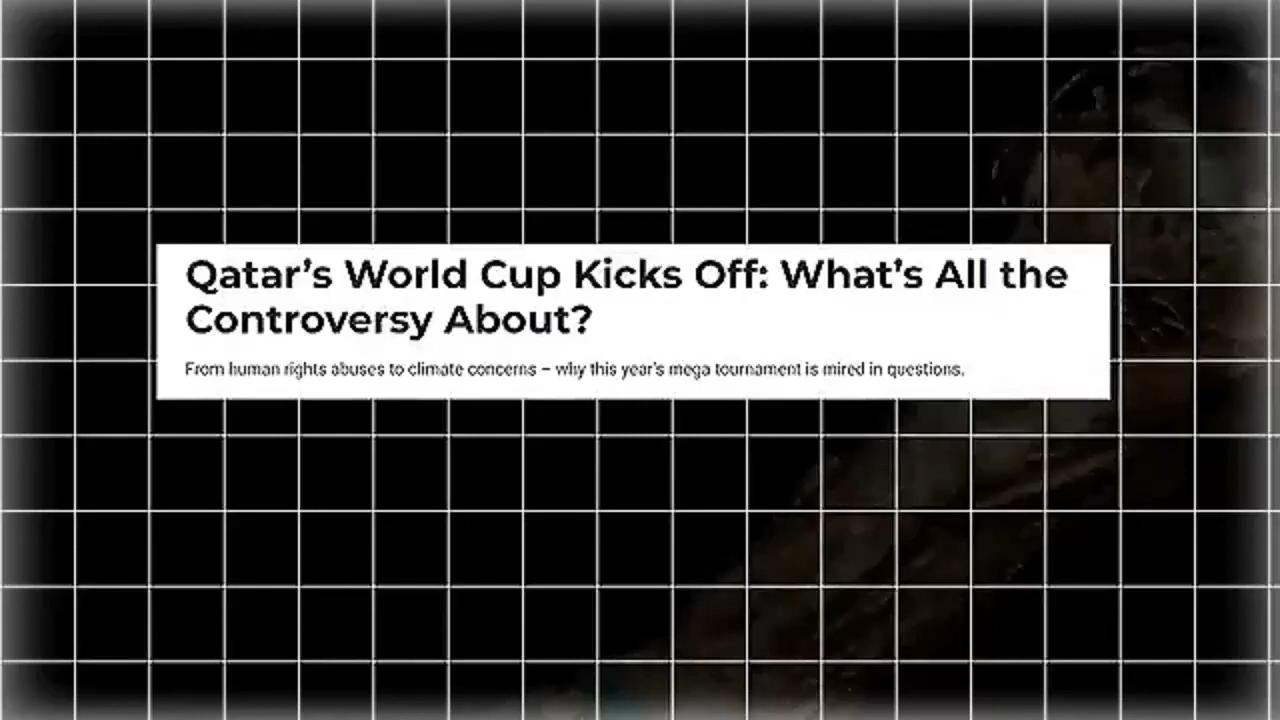 Qatar’s World Cup Kicks Off: What’s All the
Controversy About?
From human rights abuses to climate concerns – why this year’s mega tournament is mired in questions.